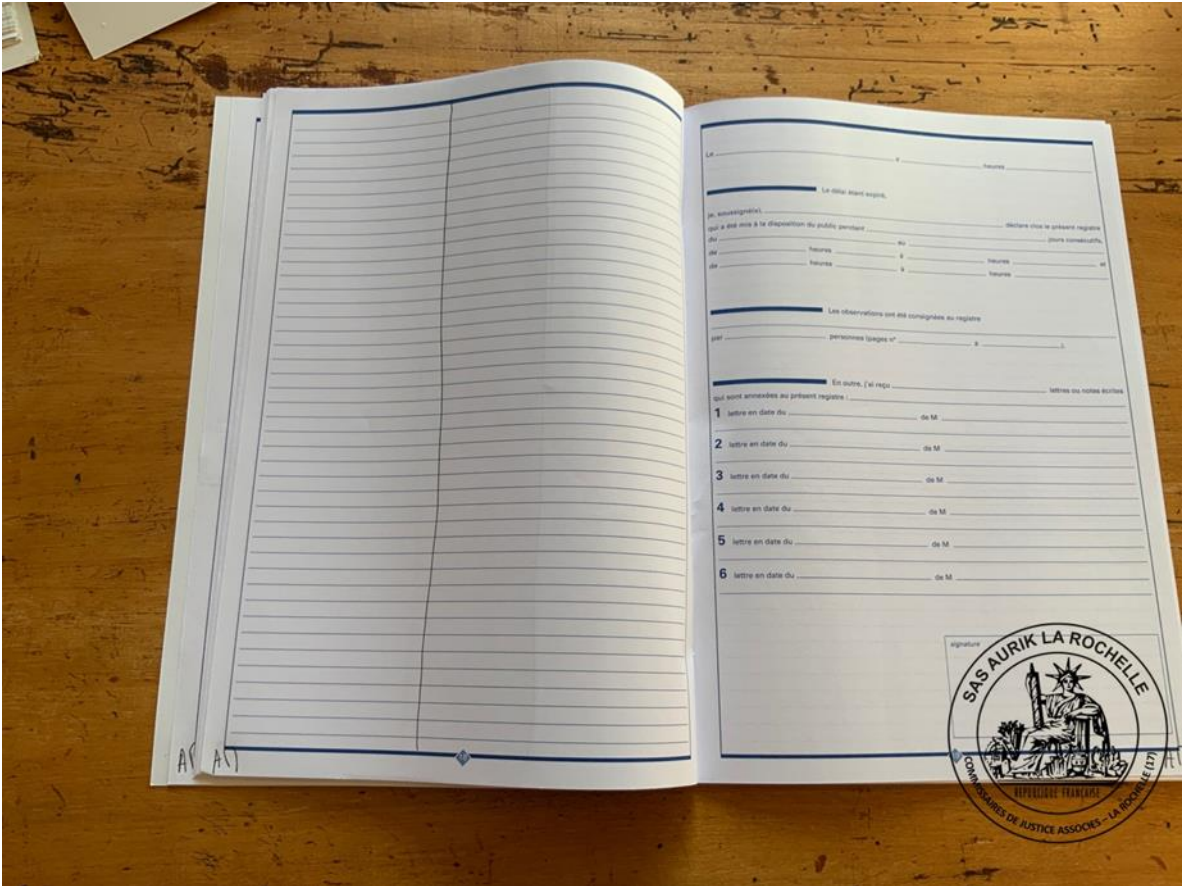 Le à heures
Le délai étant expiré,
je, soussigné(e), déclare clos le présent registre
qui a été mis à la disposition du public pendant jours consécutifs,
du au
de heures à heures et
de heures à heures
Les observations ont été consignées au registre
par personnes (pages n° à ).
En outre, j'ai reçu lettres ou notes écrites
qui sont annexées au présent registre :
1 lettre en date du de M
2 lettre en date du de M
3 lettre en date du de M
4 lettre en date du de M
5 lettre en date du de M
6 lettre en date du de M
signature
SAS AURIK LA ROCHELLE
REPUBLIQUE FRANÇAISE
COMMISSAIRES DE JUSTICE ASSOCIES – LA ROCHELLE (17)